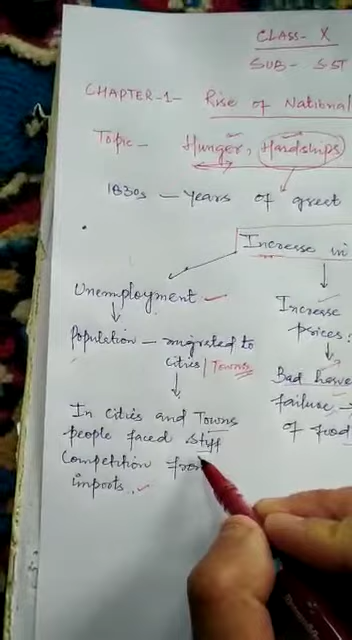 CLASS- X
SUB- SST
CHAPTER-1- Rise of National
Topic- Hunger, Hardships
1830s - Years of great
Increase in
Unemployment
Population - migrated to
cities / Towns
In cities and Towns
people faced stiff
Competition from
imports.
Increase
prices
Bad
failure -
of food